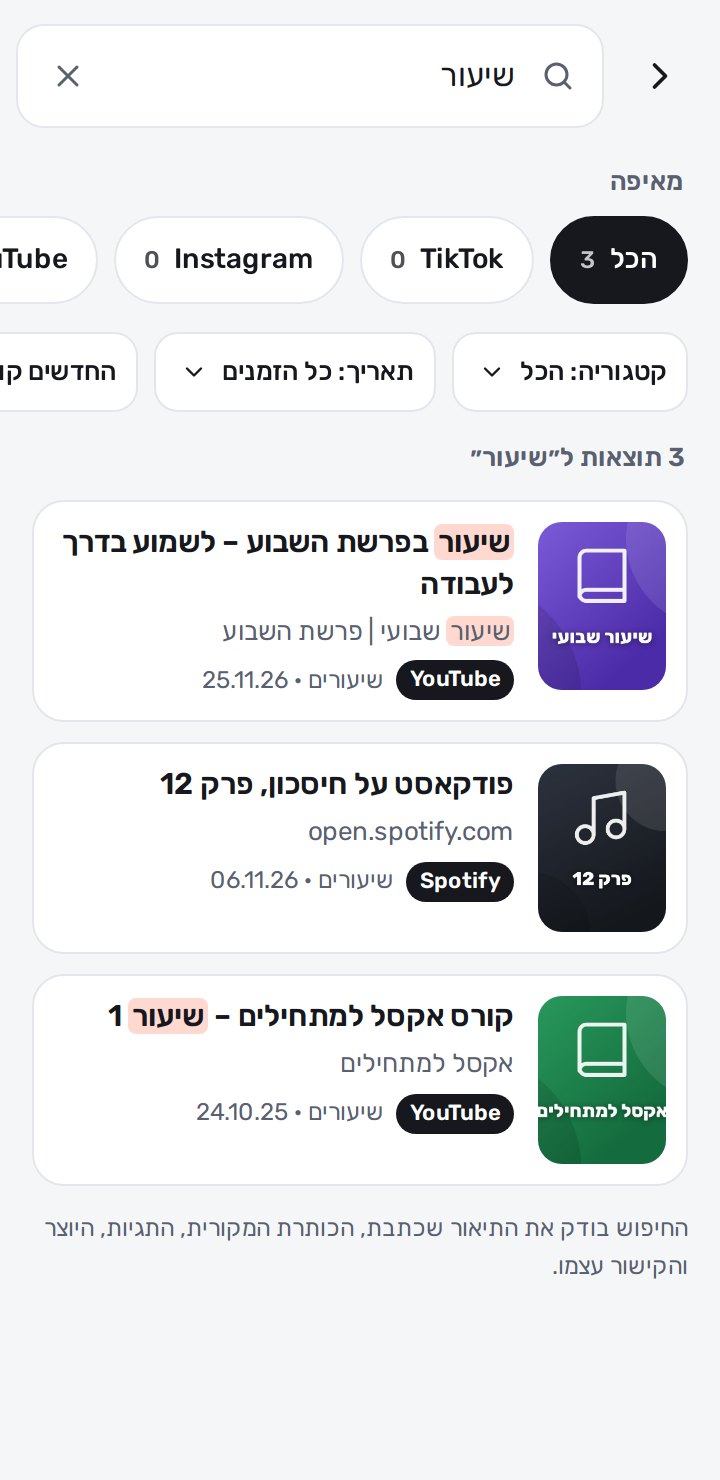 שיעור
מאיפה
הכל 3 TikTok 0 Instagram 0 Tube
קטגוריה: הכל תאריך: כל הזמנים החדשים
3 תוצאות ל״שיעור״
שיעור בפרשת השבוע – לשמוע בדרך
לעבודה
שיעור שבועי | פרשת השבוע
YouTube שיעורים • 25.11.26
שיעור שבועי
פודקאסט על חיסכון, פרק 12
open.spotify.com
Spotify שיעורים • 06.11.26
פרק 12
קורס אקסל למתחילים – שיעור 1
אקסל למתחילים
YouTube שיעורים • 24.10.25
אקסל למתחילים
החיפוש בודק את התיאור שכתבת, הכותרת המקורית, התגיות, היוצר
והקישור עצמו.